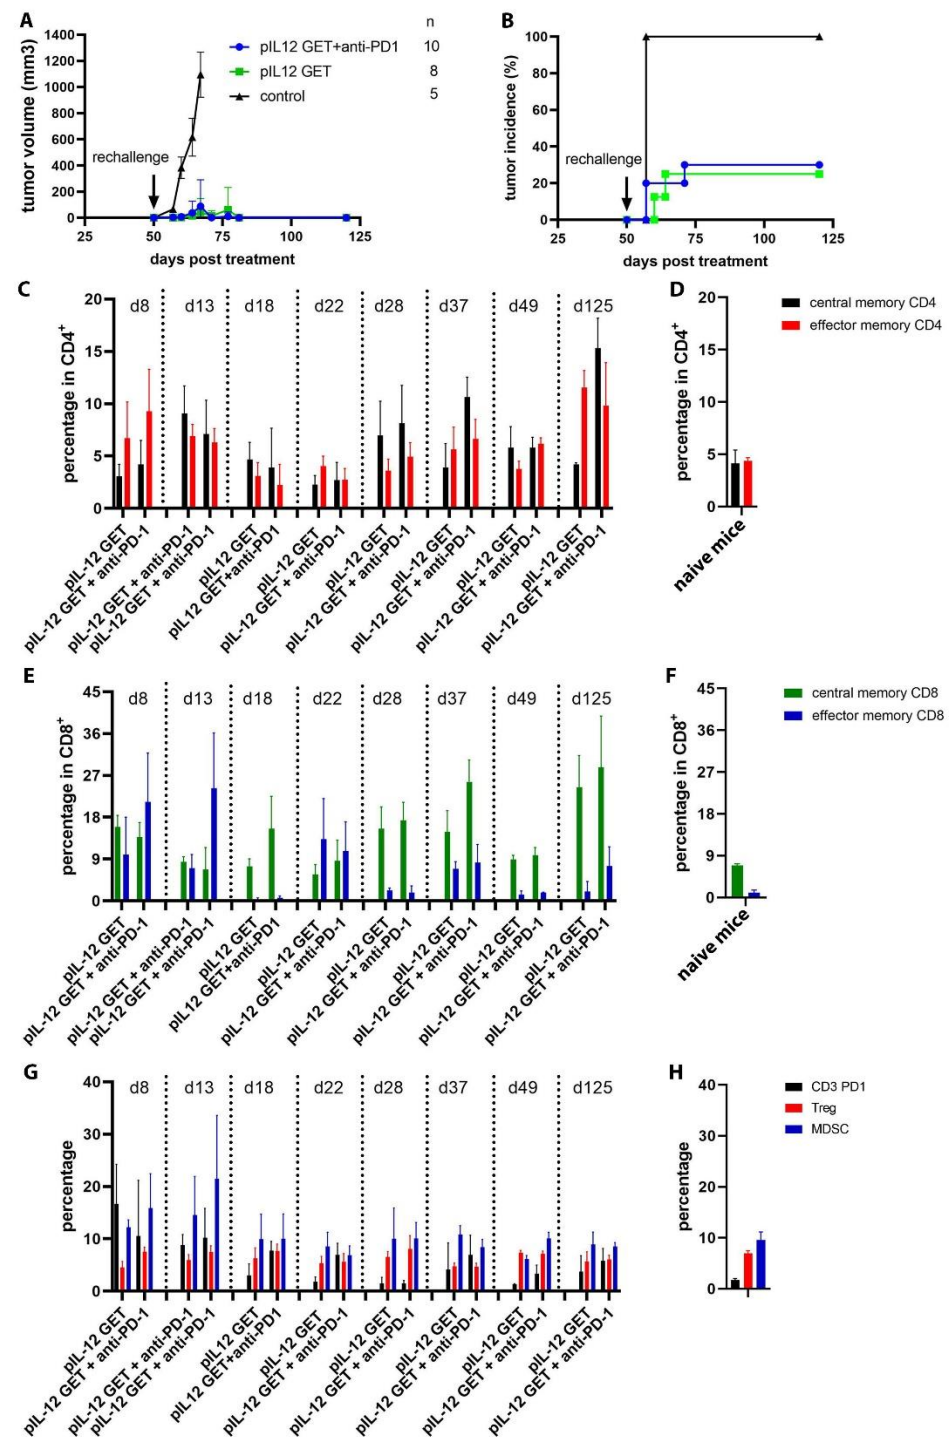 A
tumor volume (mm3)
1400
1200
1000
800
600
400
200
0
25 50 75 100 125
days post treatment
rechallenge
n
pIL12 GET+anti-PD1 10
pIL12 GET 8
control 5
B
tumor incidence (%)
100
80
60
40
20
0
25 50 75 100 125
days post treatment
rechallenge
C
percentage in CD4+
20
15
10
5
0
d8 d13 d18 d22 d28 d37 d49 d125
pIL-12 GET
pIL-12 GET + anti-PD-1
pIL-12 GET + anti-PD-1
pIL-12 GET + anti-PD-1
pIL12 GET
pIL12 GET+anti-PD1
pIL-12 GET
pIL-12 GET + anti-PD-1
pIL-12 GET
pIL-12 GET + anti-PD-1
pIL-12 GET
pIL-12 GET + anti-PD-1
pIL-12 GET
pIL-12 GET + anti-PD-1
pIL-12 GET
pIL-12 GET + anti-PD-1
D
percentage in CD4+
20
15
10
5
0
naive mice
central memory CD4
effector memory CD4
E
percentage in CD8+
45
36
27
18
9
0
d8 d13 d18 d22 d28 d37 d49 d125
pIL-12 GET
pIL-12 GET + anti-PD-1
pIL-12 GET + anti-PD-1
pIL-12 GET + anti-PD-1
pIL12 GET
pIL12 GET+anti-PD1
pIL-12 GET
pIL-12 GET + anti-PD-1
pIL-12 GET
pIL-12 GET + anti-PD-1
pIL-12 GET
pIL-12 GET + anti-PD-1
pIL-12 GET
pIL-12 GET + anti-PD-1
pIL-12 GET
pIL-12 GET + anti-PD-1
F
percentage in CD8+
45
36
27
18
9
0
naive mice
central memory CD8
effector memory CD8
G
percentage
40
30
20
10
0
d8 d13 d18 d22 d28 d37 d49 d125
pIL-12 GET
pIL-12 GET + anti-PD-1
pIL-12 GET + anti-PD-1
pIL-12 GET + anti-PD-1
pIL12 GET
pIL12 GET+anti-PD1
pIL-12 GET
pIL-12 GET + anti-PD-1
pIL-12 GET
pIL-12 GET + anti-PD-1
pIL-12 GET
pIL-12 GET + anti-PD-1
pIL-12 GET
pIL-12 GET + anti-PD-1
pIL-12 GET
pIL-12 GET + anti-PD-1
H
percentage
40
30
20
10
0
CD3 PD1
Treg
MDSC